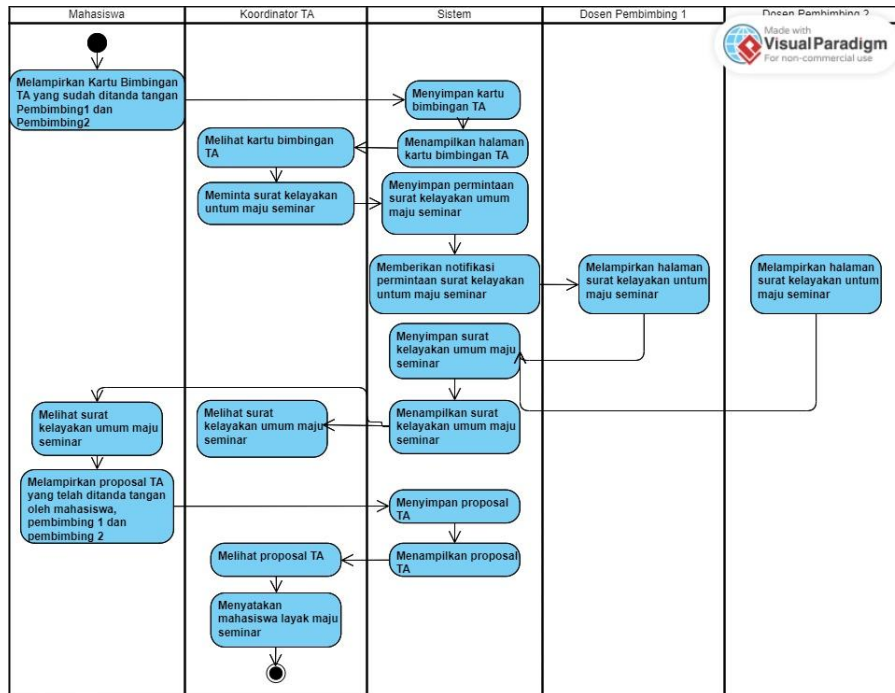 Mahasiswa
Koordinator TA
Sistem
Dosen Pembimbing 1
Dosen Pembimbing 2
Made with
Visual Paradigm
For non-commercial use
Melampirkan Kartu Bimbingan
TA yang sudah ditanda tangan
Pembimbing1 dan
Pembimbing2
Menyimpan kartu
bimbingan TA
Melihat kartu bimbingan
TA
Menampilkan halaman
kartu bimbingan TA
Meminta surat kelayakan
untum maju seminar
Menyimpan permintaan
surat kelayakan umum
maju seminar
Memberikan notifikasi
permintaan surat kelayakan
untum maju seminar
Melampirkan halaman
surat kelayakan untum
maju seminar
Melampirkan halaman
surat kelayakan untum
maju seminar
Menyimpan surat
kelayakan umum maju
seminar
Melihat surat
kelayakan umum maju
seminar
Melihat surat
kelayakan umum maju
seminar
Menampilkan surat
kelayakan umum maju
seminar
Melampirkan proposal TA
yang telah ditanda tangan
oleh mahasiswa,
pembimbing 1 dan
pembimbing 2
Menyimpan proposal
TA
Melihat proposal TA
Menampilkan proposal
TA
Menyatakan
mahasiswa layak maju
seminar